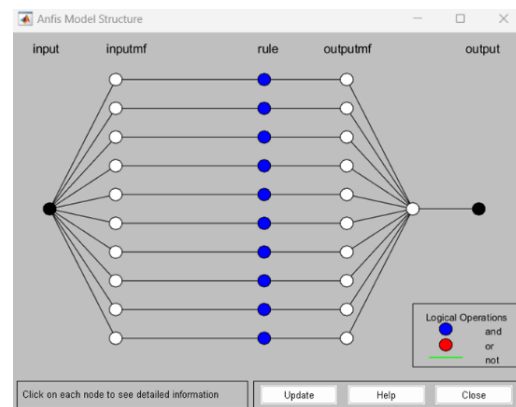 Anfis Model Structure
input inputmf rule outputmf output
Logical Operations
and
or
not
Click on each node to see detailed information
Update Help Close